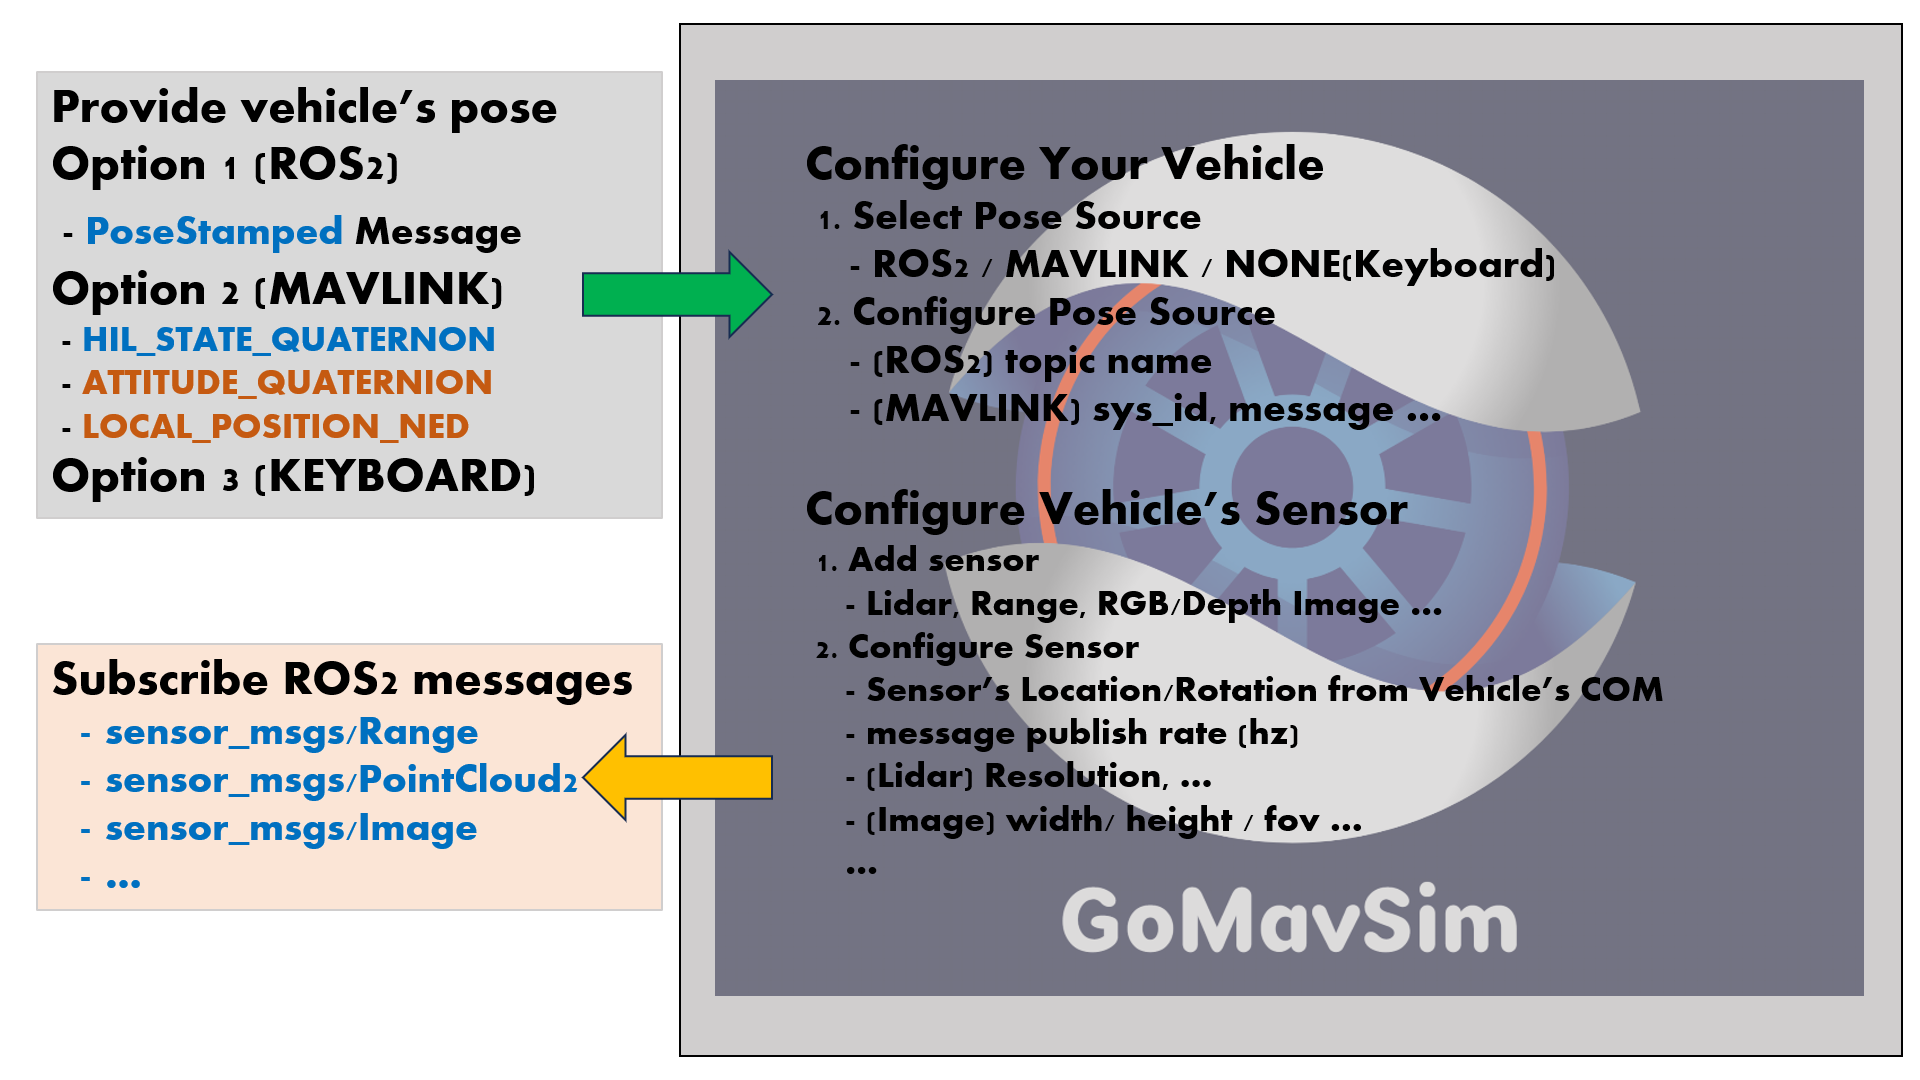 Provide vehicle's pose
Option 1 (ROS2)
- PoseStamped Message
Option 2 (MAVLINK)
- HIL_STATE_QUATERNON
- ATTITUDE_QUATERNION
- LOCAL_POSITION_NED
Option 3 (KEYBOARD)
Subscribe ROS2 messages
- sensor_msgs/Range
- sensor_msgs/PointCloud2
- sensor_msgs/Image
- ...
Configure Your Vehicle
1. Select Pose Source
- ROS2 / MAVLINK / NONE(Keyboard)
2. Configure Pose Source
- (ROS2) topic name
- (MAVLINK) sys_id, message ...
Configure Vehicle's Sensor
1. Add sensor
- Lidar, Range, RGB/Depth Image ...
2. Configure Sensor
- Sensor's Location/Rotation from Vehicle's COM
- message publish rate (hz)
- (Lidar) Resolution, ...
- (Image) width/ height / fov ...
...
GoMavSim